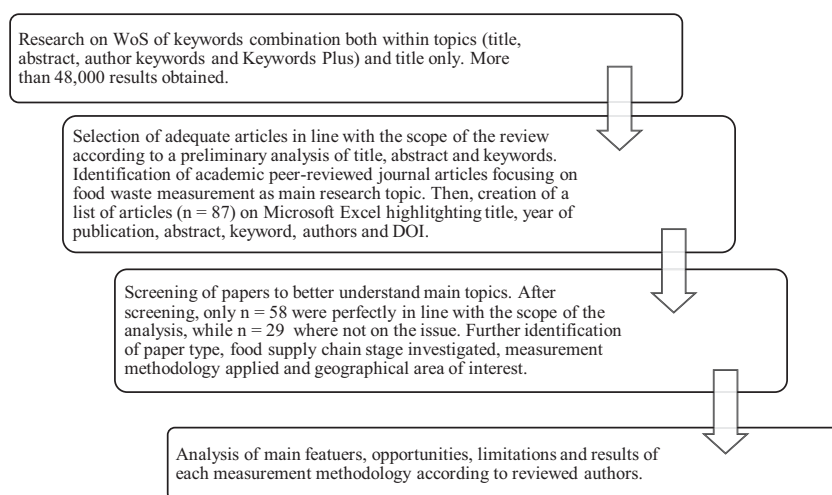 Research on WoS of keywords combination both within topics (title,
abstract, author keywords and Keywords Plus) and title only. More
than 48,000 results obtained.
Selection of adequate articles in line with the scope of the review
according to a preliminary analysis of title, abstract and keywords.
Identification of academic peer-reviewed journal articles focusing on
food waste measurement as main research topic. Then, creation of a
list of articles (n = 87) on Microsoft Excel highlitghting title, year of
publication, abstract, keyword, authors and DOI.
Screening of papers to better understand main topics. After
screening, only n = 58 were perfectly in line with the scope of the
analysis, while n = 29 where not on the issue. Further identification
of paper type, food supply chain stage investigated, measurement
methodology applied and geographical area of interest.
Analysis of main featuers, opportunities, limitations and results of
each measurement methodology according to reviewed authors.